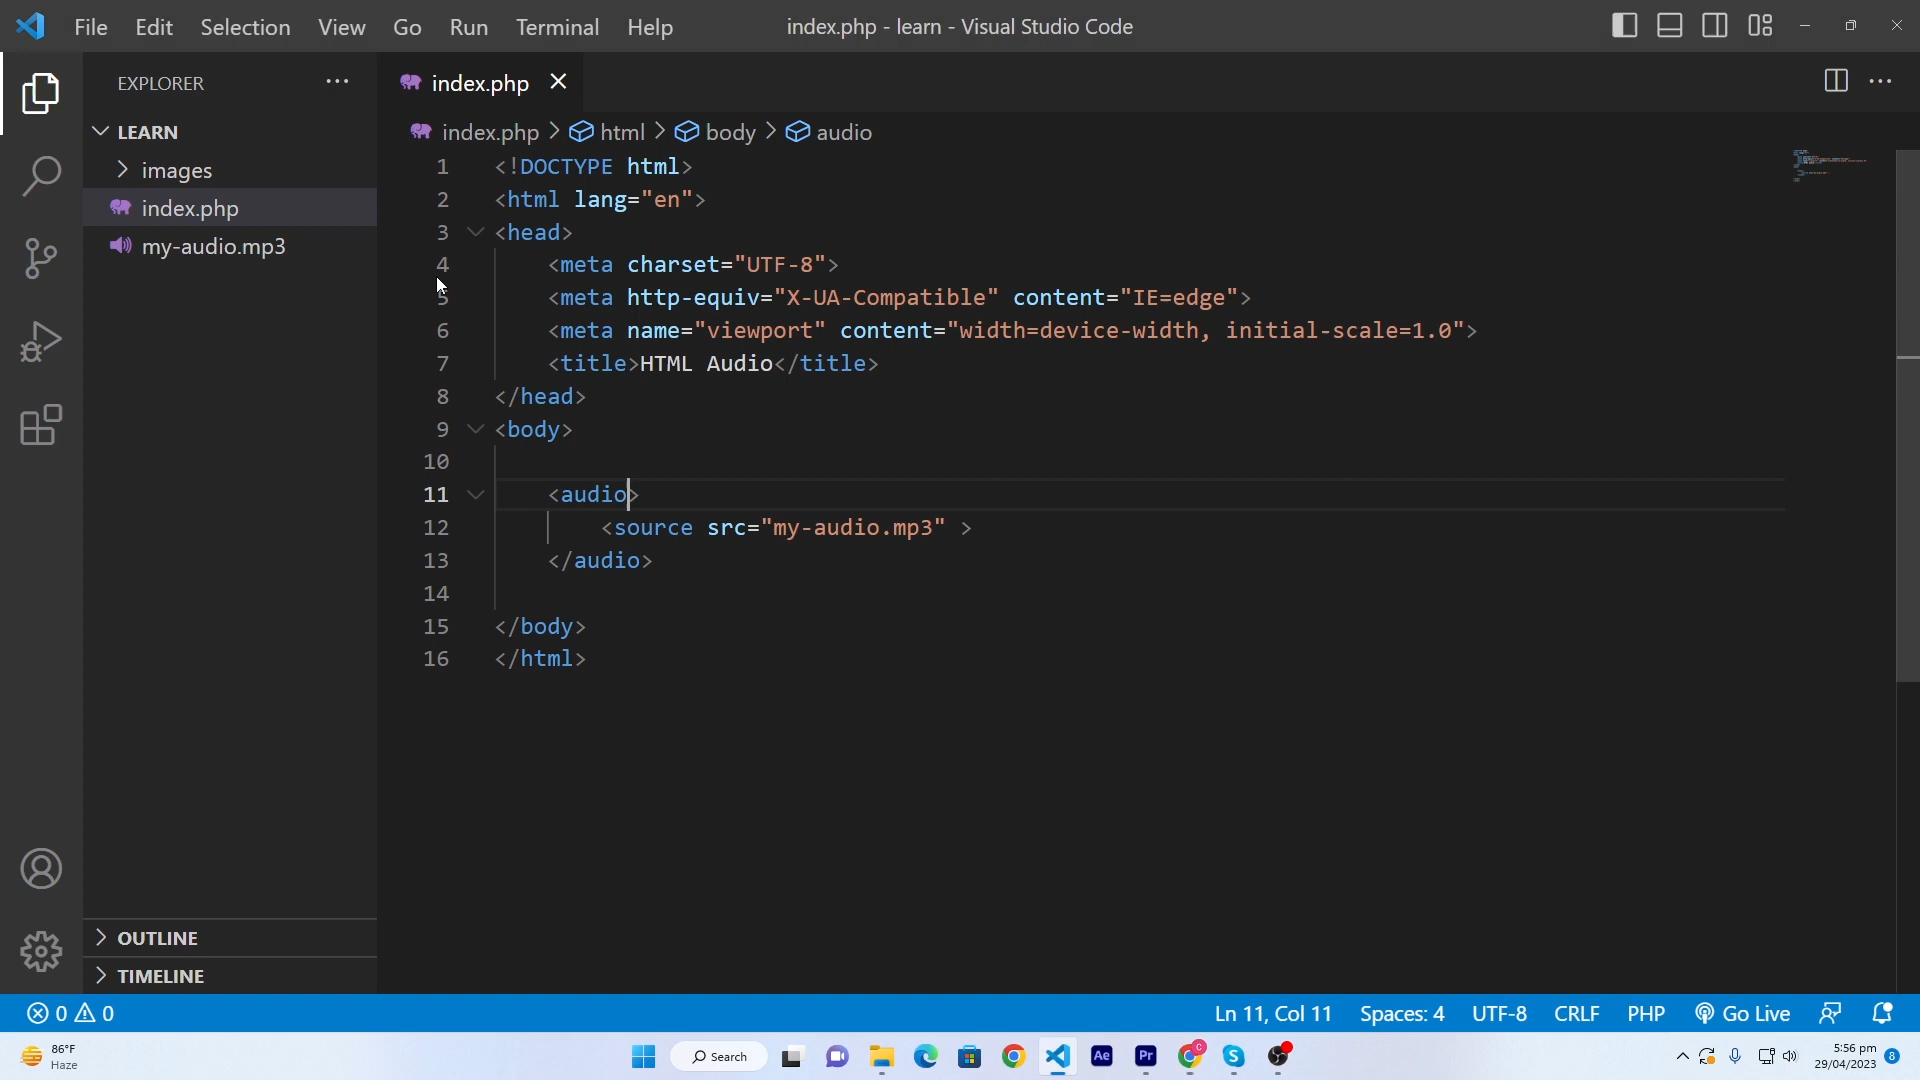 File Edit Selection View Go Run Terminal Help
index.php - learn - Visual Studio Code
EXPLORER
LEARN
images
index.php
my-audio.mp3
OUTLINE
TIMELINE
index.php
index.php > html > body > audio
1 <!DOCTYPE html>
2 <html lang="en">
3 <head>
4 <meta charset="UTF-8">
5 <meta http-equiv="X-UA-Compatible" content="IE=edge">
6 <meta name="viewport" content="width=device-width, initial-scale=1.0">
7 <title>HTML Audio</title>
8 </head>
9 <body>
10
11 <audio>
12 <source src="my-audio.mp3" >
13 </audio>
14
15 </body>
16 </html>
0 0
Ln 11, Col 11 Spaces: 4 UTF-8 CRLF PHP Go Live
86°F
Haze
Search
Ae
Pr
C
S
5:56 pm
29/04/2023
8